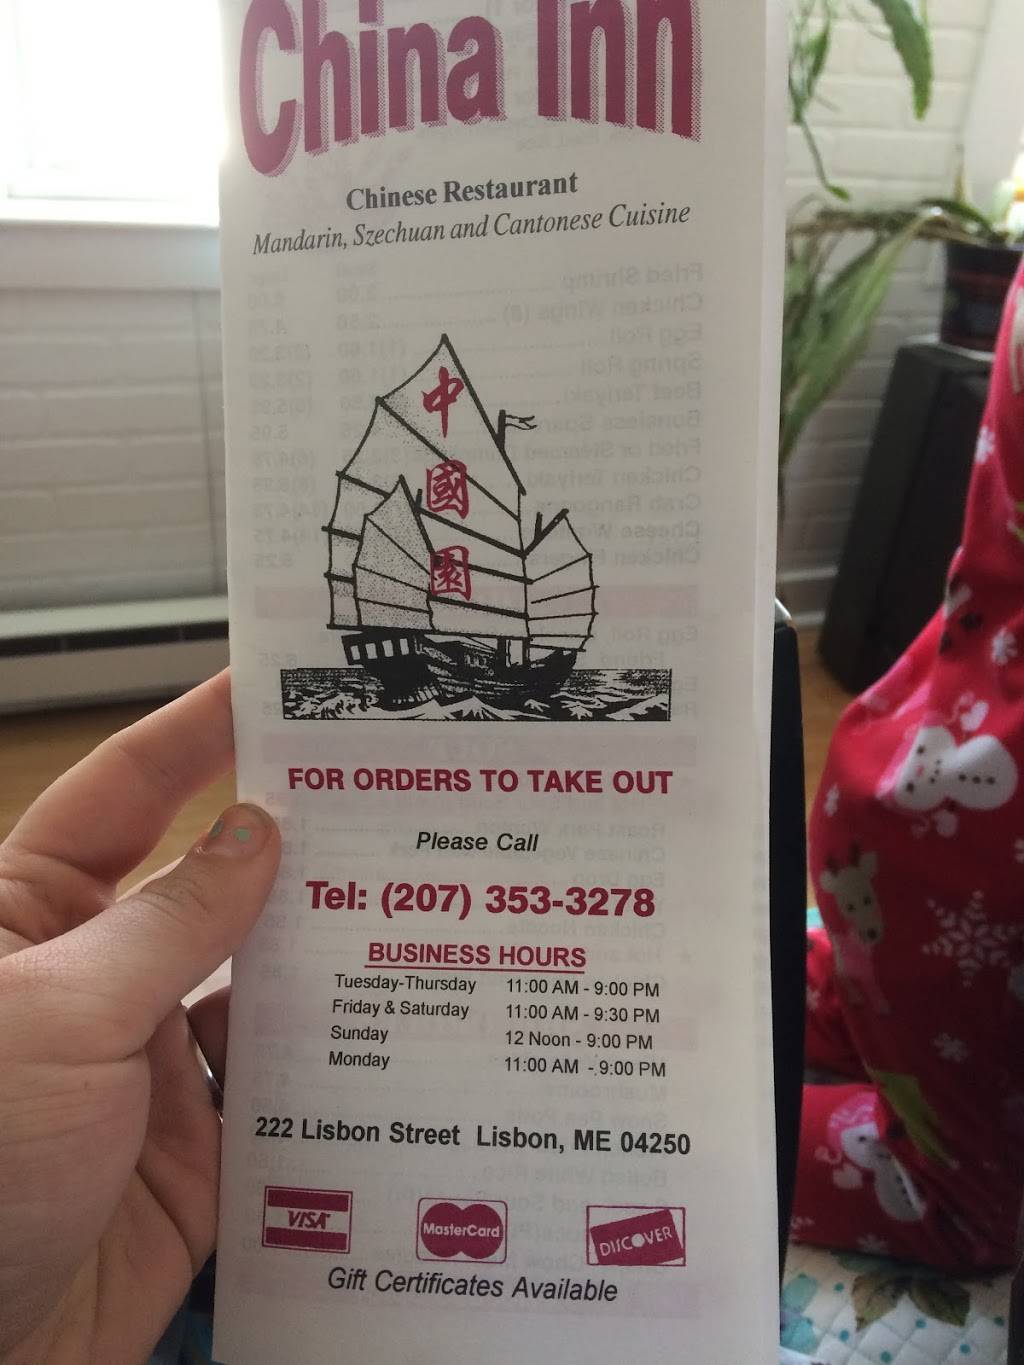 China Inn
Chinese Restaurant
Mandarin, Szechuan and Cantonese Cuisine
中
國
園
FOR ORDERS TO TAKE OUT
Please Call
Tel: (207) 353-3278
BUSINESS HOURS
Tuesday-Thursday 11:00 AM - 9:00 PM
Friday & Saturday 11:00 AM - 9:30 PM
Sunday 12 Noon - 9:00 PM
Monday 11:00 AM - 9:00 PM
222 Lisbon Street Lisbon, ME 04250
VISA MasterCard DISCOVER
Gift Certificates Available